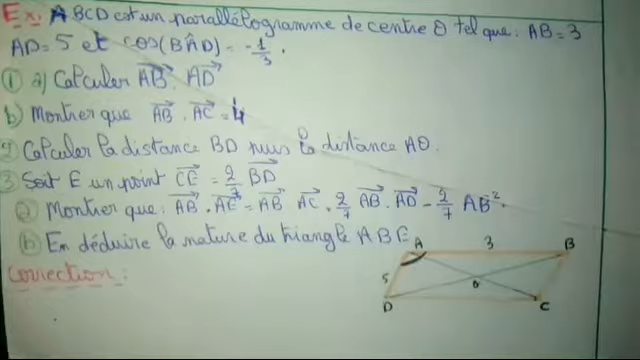 Ex: ABCD est un parallélogramme de centre O tel que: AB = 3
AD = 5 et cos(BÂD) = -1/3.
① a) Calculer AB. AD
b) Montrer que AB. AC = 4
② Calculer la distance BD puis la distance AO.
③ Soit E un point CE = 2/7 BD
ⓐ Montrer que: AB. AE = AB AC. 2/7 AB. AD - 2/7 AB².
ⓑ En déduire la nature du triangle ABE
Correction:
A 3 B
5 O
D C